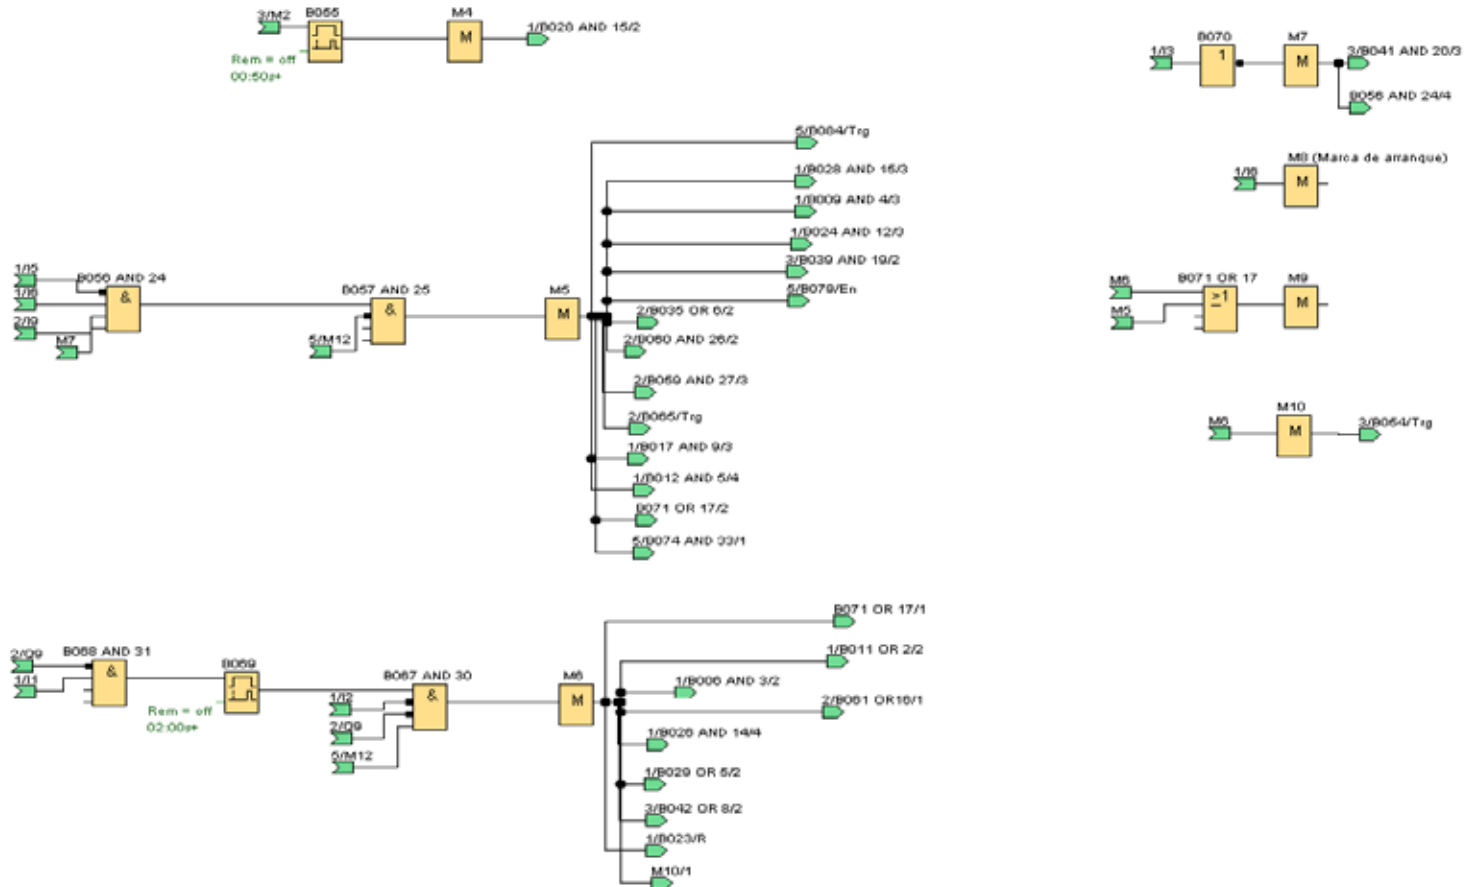 3/M2
B055
M4
1/B028 AND 15/2
Rem = off
00:50s+
1/I3
B070
1
M7
3/B041 AND 20/3
B056 AND 24/4
M
M8 (Marca de arranque)
1/I6
M
5/B084/Trg
1/B028 AND 15/3
1/B009 AND 4/3
1/B024 AND 12/3
3/B039 AND 19/2
5/B079/En
2/B035 OR 6/2
2/B060 AND 26/2
2/B059 AND 27/3
2/B065/Trg
1/B017 AND 9/3
1/B012 AND 5/4
B071 OR 17/2
5/B074 AND 33/1
1/I5
1/I6
2/I9
M7
B056 AND 24
&
B057 AND 25
&
5/M12
M5
M
M6
M5
B071 OR 17
≥1
M9
M
M6
M10
M
3/B054/Trg
2/Q9
1/I1
B068 AND 31
&
B069
Rem = off
02:00s+
B067 AND 30
&
1/I2
2/Q9
5/M12
M6
M
B071 OR 17/1
1/B011 OR 2/2
1/B006 AND 3/2
2/B061 OR16/1
1/B026 AND 14/4
1/B029 OR 5/2
3/B042 OR 8/2
1/B023/R
M10/1